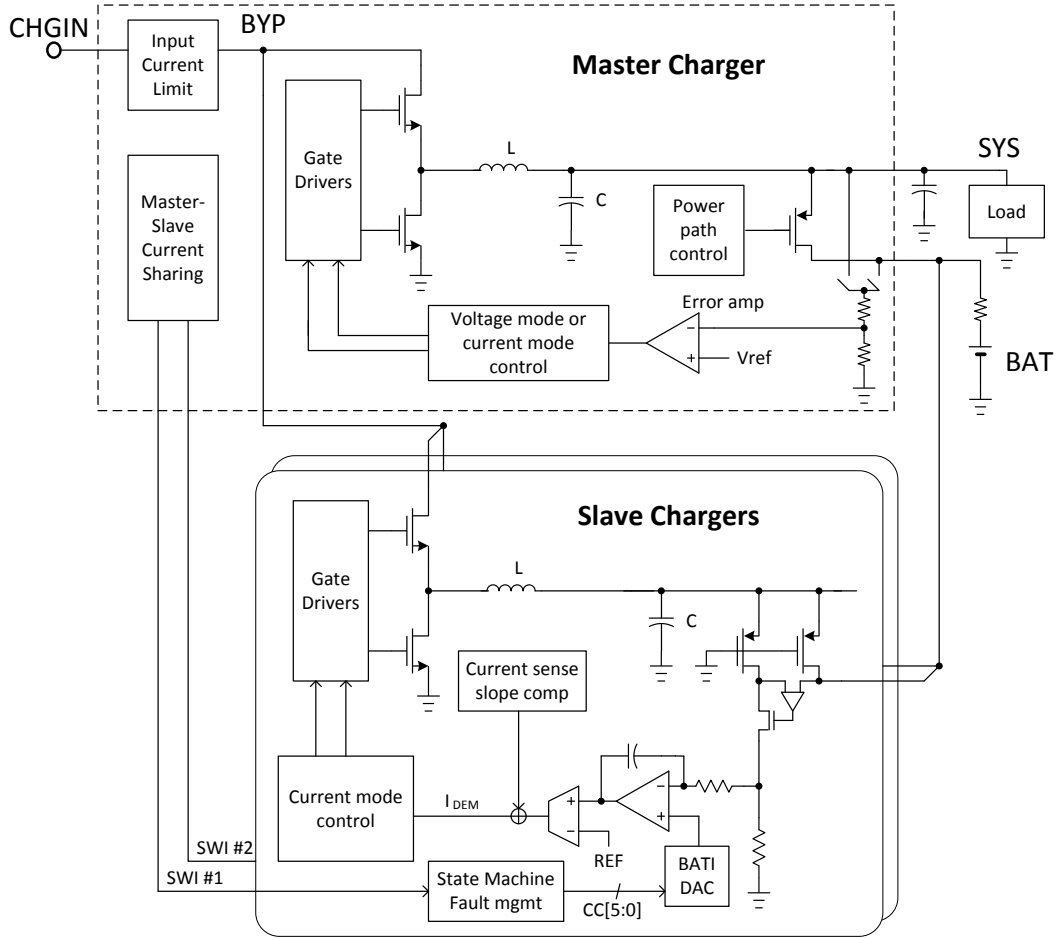 CHGIN
Input
Current
Limit
BYP
Master Charger
Gate
Drivers
L
C
Power
path
control
SYS
Load
Master-
Slave
Current
Sharing
Voltage mode or
current mode
control
Error amp
-
+
Vref
BAT
Slave Chargers
Gate
Drivers
L
C
Current sense
slope comp
Current mode
control
I DEM
+
-
REF
-
+
BATI
DAC
SWI #2
SWI #1
State Machine
Fault mgmt
CC[5:0]